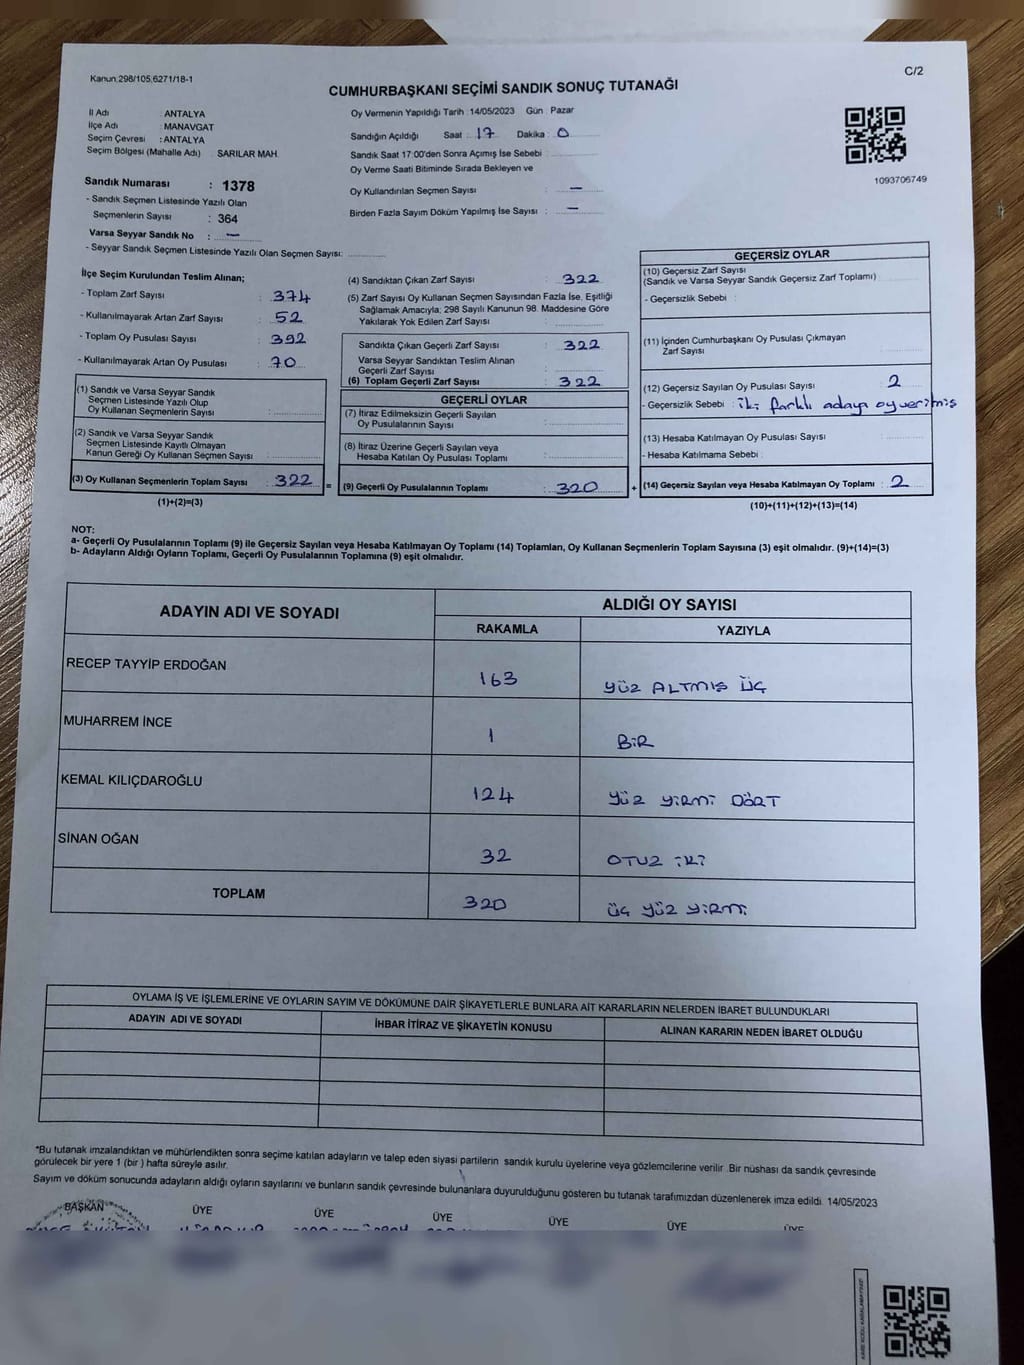 Kanun.298/105,6271/18-1
C/2
CUMHURBAŞKANI SEÇİMİ SANDIK SONUÇ TUTANAĞI
İl Adı : ANTALYA
İlçe Adı : MANAVGAT
Seçim Çevresi : ANTALYA
Seçim Bölgesi (Mahalle Adı) SARILAR MAH
Sandık Numarası : 1378
- Sandık Seçmen Listesinde Yazılı Olan
Seçmenlerin Sayısı : 364
Varsa Seyyar Sandık No : —
- Seyyar Sandık Seçmen Listesinde Yazılı Olan Seçmen Sayısı:
Oy Vermenin Yapıldığı Tarih : 14/05/2023 Gün : Pazar
Sandığın Açıldığı Saat : 17 Dakika : 0
Sandık Saat 17:00'den Sonra Açımış İse Sebebi :
Oy Verme Saati Bitiminde Sırada Bekleyen ve
Oy Kullandırılan Seçmen Sayısı : —
Birden Fazla Sayım Döküm Yapılmış İse Sayısı : —
1093706749
İlçe Seçim Kurulundan Teslim Alınan;
- Toplam Zarf Sayısı : 374
- Kullanılmayarak Artan Zarf Sayısı : 52
- Toplam Oy Pusulası Sayısı : 392
- Kullanılmayarak Artan Oy Pusulası : 70
(1) Sandık ve Varsa Seyyar Sandık
Seçmen Listesinde Yazılı Olup
Oy Kullanan Seçmenlerin Sayısı :
(2) Sandık ve Varsa Seyyar Sandık
Seçmen Listesinde Kayıtlı Olmayan
Kanun Gereği Oy Kullanan Seçmen Sayısı :
(3) Oy Kullanan Seçmenlerin Toplam Sayısı : 322
(1)+(2)=(3)
=
(4) Sandıktan Çıkan Zarf Sayısı : 322
(5) Zarf Sayısı Oy Kullanan Seçmen Sayısından Fazla İse, Eşitliği
Sağlamak Amacıyla; 298 Sayılı Kanunun 98. Maddesine Göre
Yakılarak Yok Edilen Zarf Sayısı :
Sandıkta Çıkan Geçerli Zarf Sayısı : 322
Varsa Seyyar Sandıktan Teslim Alınan
Geçerli Zarf Sayısı :
(6) Toplam Geçerli Zarf Sayısı : 322
GEÇERLİ OYLAR
(7) İtiraz Edilmeksizin Geçerli Sayılan
Oy Pusulalarının Sayısı :
(8) İtiraz Üzerine Geçerli Sayılan veya
Hesaba Katılan Oy Pusulası Toplamı :
(9) Geçerli Oy Pusulalarının Toplamı : 320
+
GEÇERSİZ OYLAR
(10) Geçersiz Zarf Sayısı
(Sandık ve Varsa Seyyar Sandık Geçersiz Zarf Toplamı) :
- Geçersizlik Sebebi :
(11) İçinden Cumhurbaşkanı Oy Pusulası Çıkmayan
Zarf Sayısı :
(12) Geçersiz Sayılan Oy Pusulası Sayısı : 2
- Geçersizlik Sebebi : iki farklı adaya oy verilmiş
(13) Hesaba Katılmayan Oy Pusulası Sayısı :
- Hesaba Katılmama Sebebi :
(14) Geçersiz Sayılan veya Hesaba Katılmayan Oy Toplamı : 2
(10)+(11)+(12)+(13)=(14)
NOT:
a- Geçerli Oy Pusulalarının Toplamı (9) ile Geçersiz Sayılan veya Hesaba Katılmayan Oy Toplamı (14) Toplamları, Oy Kullanan Seçmenlerin Toplam Sayısına (3) eşit olmalıdır. (9)+(14)=(3)
b- Adayların Aldığı Oyların Toplamı, Geçerli Oy Pusulalarının Toplamına (9) eşit olmalıdır.
ADAYIN ADI VE SOYADI
ALDIĞI OY SAYISI
RAKAMLA YAZIYLA
RECEP TAYYİP ERDOĞAN 163 YÜZ ALTMIŞ ÜÇ
MUHARREM İNCE 1 BİR
KEMAL KILIÇDAROĞLU 124 YÜZ YİRMİ DÖRT
SİNAN OĞAN 32 OTUZ İKİ
TOPLAM 320 ÜÇ YÜZ YİRMİ
OYLAMA İŞ VE İŞLEMLERİNE VE OYLARIN SAYIM VE DÖKÜMÜNE DAİR ŞİKAYETLERLE BUNLARA AİT KARARLARIN NELERDEN İBARET BULUNDUKLARI
ADAYIN ADI VE SOYADI İHBAR İTİRAZ VE ŞİKAYETİN KONUSU ALINAN KARARIN NEDEN İBARET OLDUĞU
*Bu tutanak imzalandıktan ve mühürlendikten sonra seçime katılan adayların ve talep eden siyasi partilerin sandık kurulu üyelerine veya gözlemcilerine verilir. Bir nüshası da sandık çevresinde
görülecek bir yere 1 (bir ) hafta süreyle asılır.
Sayım ve döküm sonucunda adayların aldığı oyların sayılarını ve bunların sandık çevresinde bulunanlara duyurulduğunu gösteren bu tutanak tarafımızdan düzenlenerek imza edildi. 14/05/2023
BAŞKAN ÜYE ÜYE ÜYE ÜYE ÜYE ÜYE